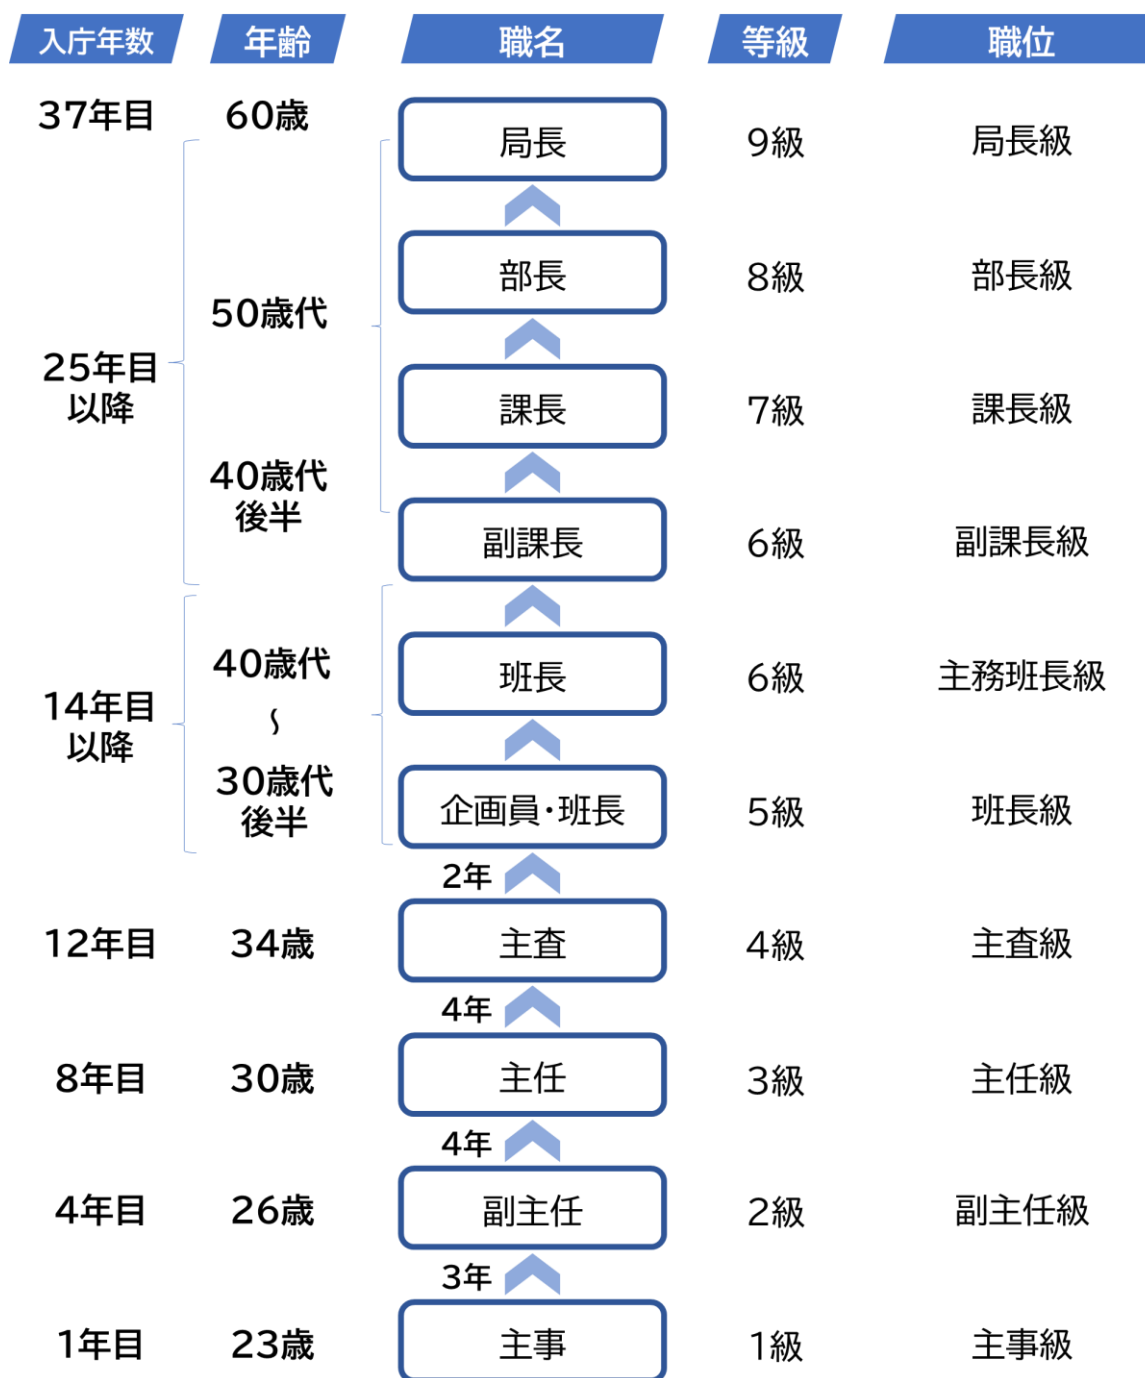 入庁年数 年齢 職名 等級 職位
37年目 60歳 局長 9級 局長級
部長 8級 部長級
50歳代
25年目
以降
課長 7級 課長級
40歳代
後半
副課長 6級 副課長級
40歳代
班長 6級 主務班長級
14年目
以降
〜
30歳代
後半
企画員・班長 5級 班長級
2年
12年目 34歳 主査 4級 主査級
4年
8年目 30歳 主任 3級 主任級
4年
4年目 26歳 副主任 2級 副主任級
3年
1年目 23歳 主事 1級 主事級